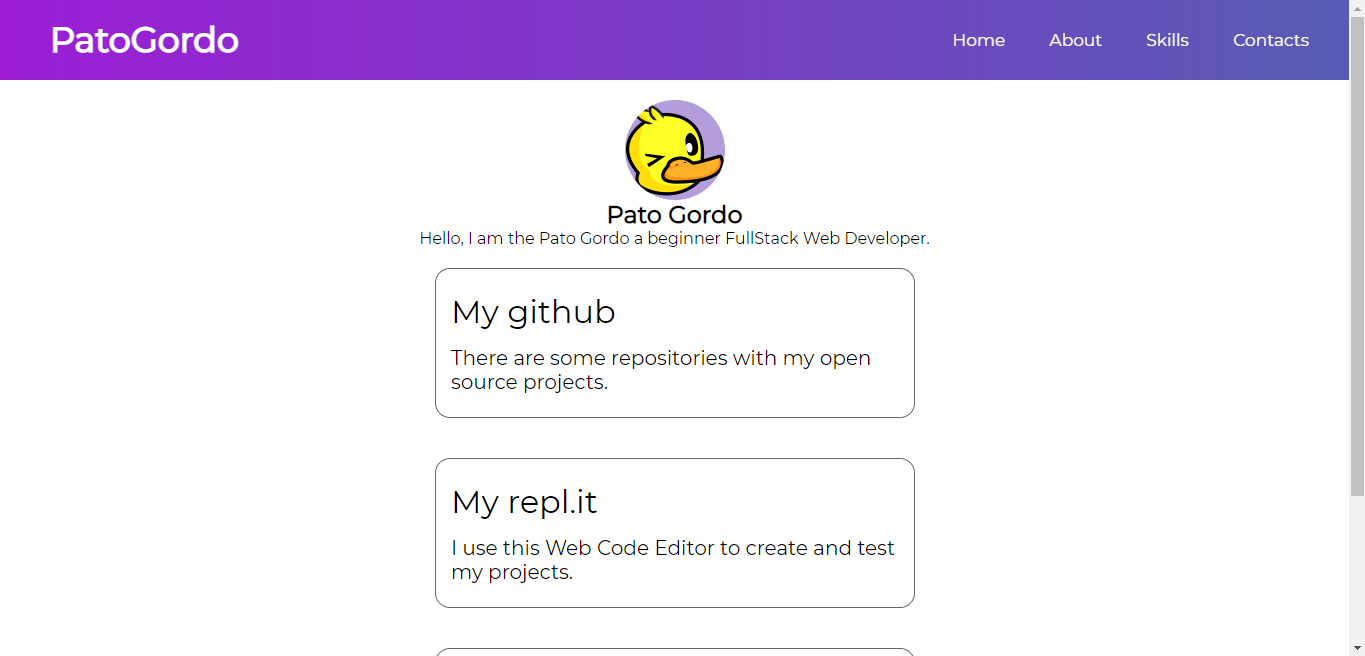 PatoGordo
Home About Skills Contacts
Pato Gordo
Hello, I am the Pato Gordo a beginner FullStack Web Developer.
My github
There are some repositories with my open
source projects.
My repl.it
I use this Web Code Editor to create and test
my projects.